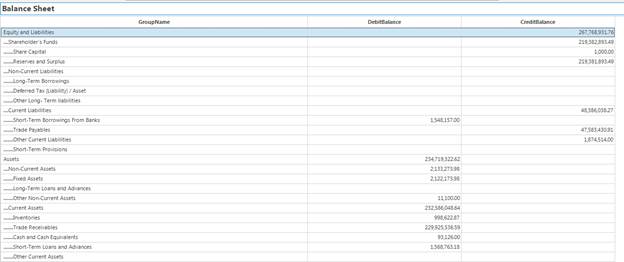 Balance Sheet
GroupName DebitBalance CreditBalance
Equity and Liabilities 267,768,931.76
...Shareholder's Funds 219,382,893.49
......Share Capital 1,000.00
......Reserves and Surplus 219,381,893.49
...Non-Current Liabilities
......Long-Term Borrowings
......Deferred Tax (Liability) / Asset
......Other Long- Term liabilities
...Current Liabilities 48,386,038.27
......Short-Term Borrowings From Banks 1,548,157.00
......Trade Payables
......Other Current Liabilities 1,874,514.00
......Short-Term Provisions
Assets 234,719,322.62
...Non-Current Assets 2,133,273.98
......Fixed Assets 2,122,173.98
......Long-Term Loans and Advances
......Other Non-Current Assets 11,100.00
...Current Assets 232,586,048.64
......Inventories 998,622.87
......Trade Receivables 229,925,536.59
......Cash and Cash Equivalents 93,126.00
......Short-Term Loans and Advances 1,568,763.18
......Other Current Assets